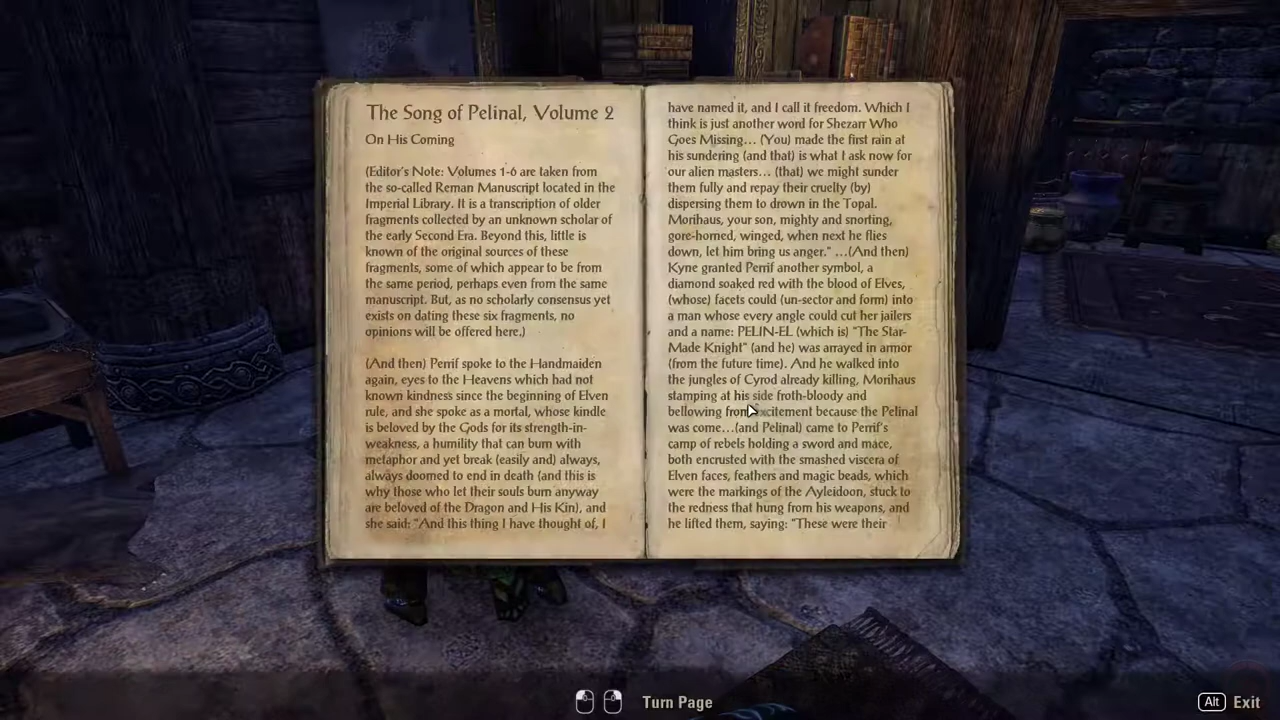 The Song of Pelinal, Volume 2
On His Coming
(Editor's Note: Volumes 1-6 are taken from
the so-called Reman Manuscript located in the
Imperial Library. It is a transcription of older
fragments collected by an unknown scholar of
the early Second Era. Beyond this, little is
known of the original sources of these
fragments, some of which appear to be from
the same period, perhaps even from the same
manuscript. But, as no scholarly consensus yet
exists on dating these six fragments, no
opinions will be offered here.)
(And then) Perrif spoke to the Handmaiden
again, eyes to the Heavens which had not
known kindness since the beginning of Elven
rule, and she spoke as a mortal, whose kindle
is beloved by the Gods for its strength-in-
weakness, a humility that can burn with
metaphor and yet break (easily and) always,
always doomed to end in death (and this is
why those who let their souls burn anyway
are beloved of the Dragon and His Kin), and
she said: "And this thing I have thought of, I
have named it, and I call it freedom. Which I
think is just another word for Shezarr Who
Goes Missing... (You) made the first rain at
his sundering (and that) is what I ask now for
our alien masters... (that) we might sunder
them fully and repay their cruelty (by)
dispersing them to drown in the Topal.
Morihaus, your son, mighty and snorting,
gore-horned, winged, when next he flies
down, let him bring us anger." ...(And then)
Kyne granted Perrif another symbol, a
diamond soaked red with the blood of Elves,
(whose) facets could (un-sector and form) into
a man whose every angle could cut her jailers
and a name: PELIN-EL (which is) "The Star-
Made Knight" (and he) was arrayed in armor
(from the future time). And he walked into
the jungles of Cyrod already killing, Morihaus
stamping at his side froth-bloody and
bellowing from excitement because the Pelinal
was come...(and Pelinal) came to Perrif's
camp of rebels holding a sword and mace,
both encrusted with the smashed viscera of
Elven faces, feathers and magic beads, which
were the markings of the Ayleidoon, stuck to
the redness that hung from his weapons, and
he lifted them, saying: "These were their
Turn Page
Alt Exit